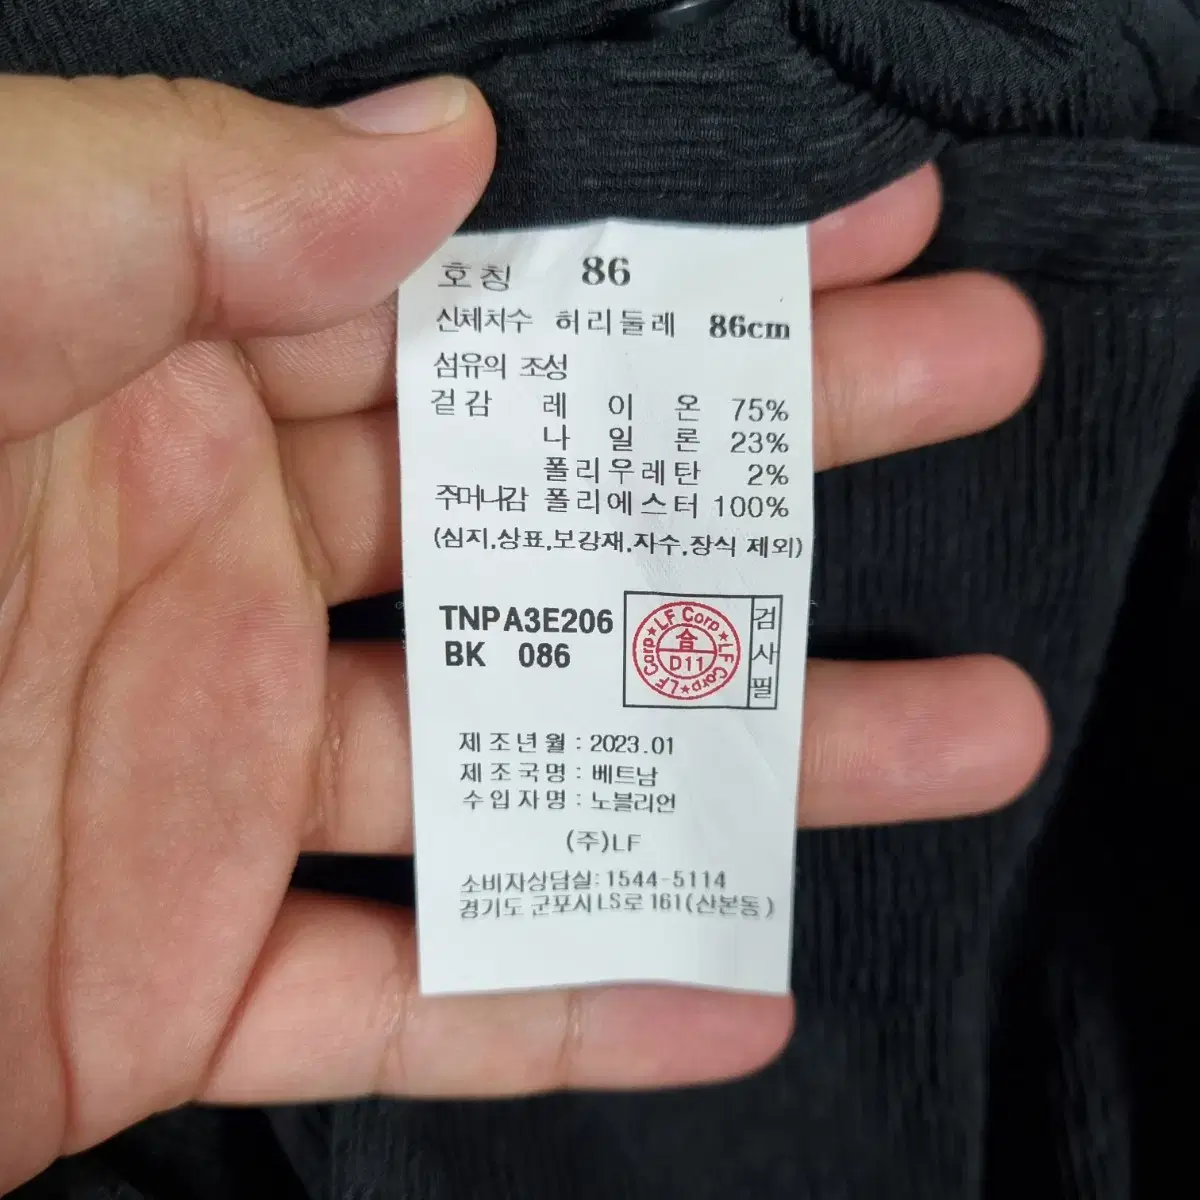 호칭 86
신체치수 허리둘레 86cm
섬유의 조성
겉감 레이온 75%
나일론 23%
폴리우레탄 2%
주머니감 폴리에스터 100%
(심지,상표,보강재,자수,장식 제외)
TNPA3E206
BK 086
LF Corp★LF Corp★LF Corp★
合
D11
검사필
제조년월 : 2023.01
제조국명 : 베트남
수입자명 : 노블리언
(주)LF
소비자상담실:1544-5114
경기도 군포시 LS로 161(산본동)